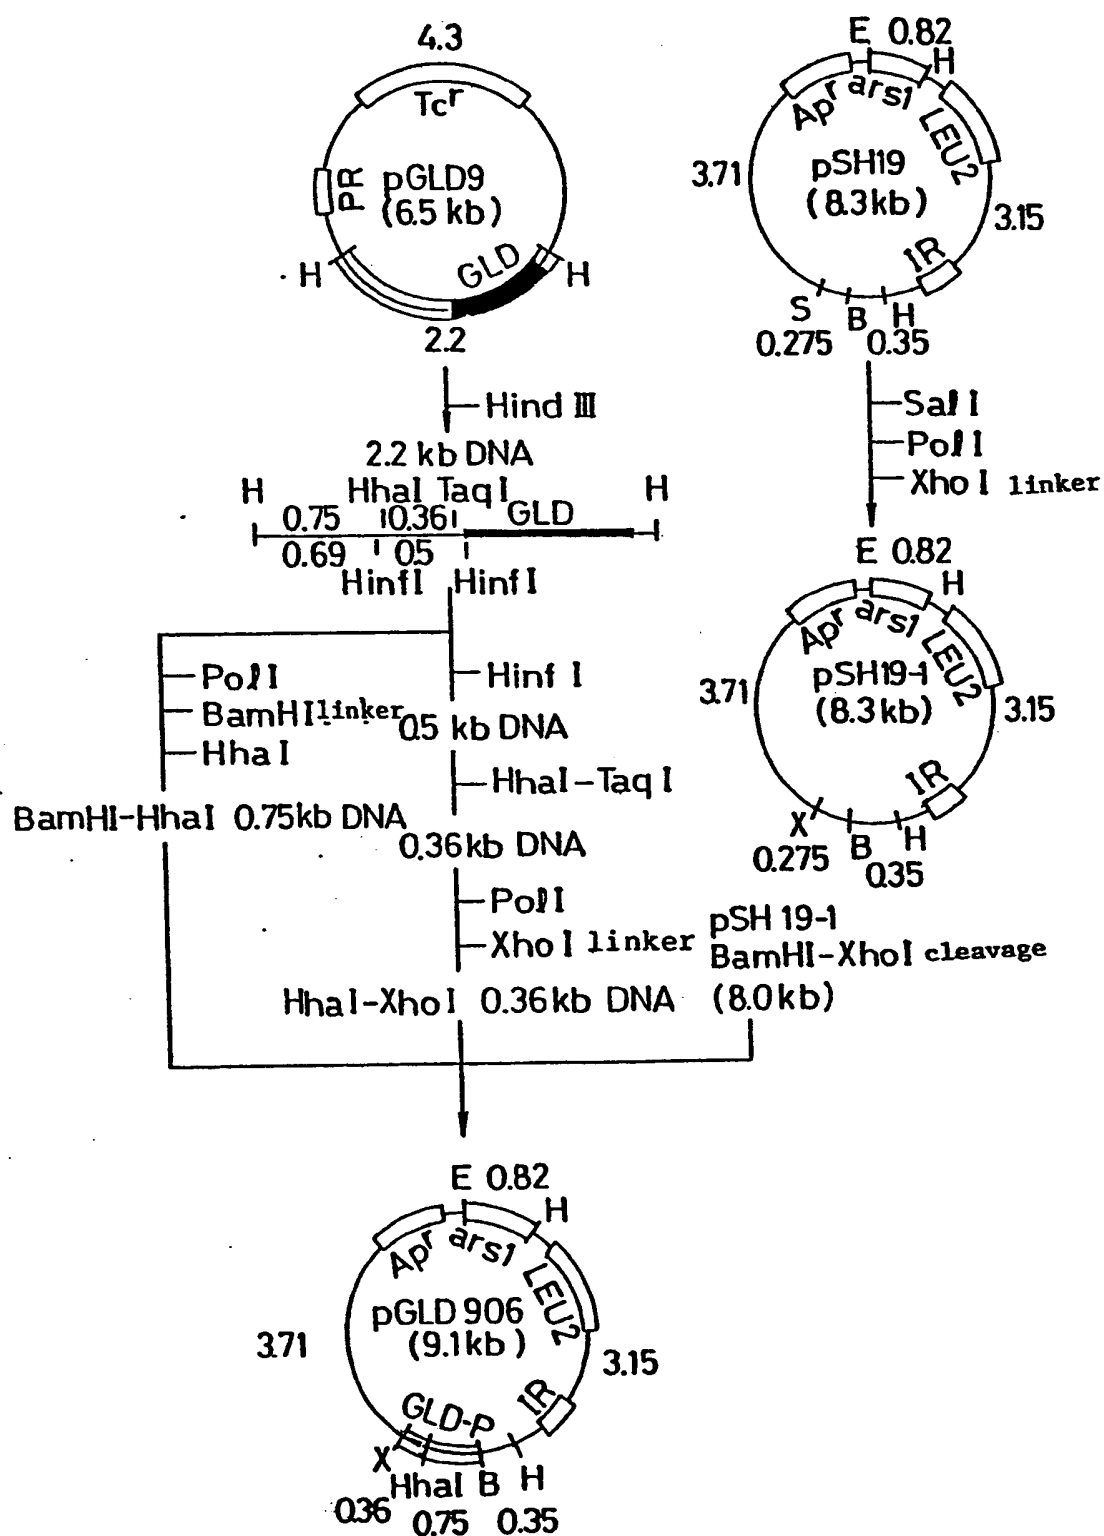 4.3
Tcr
PR
pGLD9
(6.5 kb)
GLD
H
H
2.2
Hind III
2.2 kb DNA
H HhaI TaqI H
0.75 0.36 GLD
0.69 0.5
HinfI HinfI
PolI
BamHI linker
HhaI
BamHI-HhaI 0.75kb DNA
Hinf I
0.5 kb DNA
HhaI-TaqI
0.36kb DNA
PolI
XhoI linker
HhaI-XhoI 0.36kb DNA
E 0.82
H
Apr
ars1
LEU2
3.71
pSH19
(8.3kb)
3.15
IR
S B H
0.275 0.35
SalI
PolI
XhoI linker
E 0.82
H
Apr
ars1
LEU2
3.71
pSH19-1
(8.3kb)
3.15
IR
X B H
0.275 0.35
pSH 19-1
BamHI-XhoI cleavage
(8.0kb)
E 0.82
H
Apr
ars1
LEU2
pGLD 906
(9.1kb)
3.71
3.15
IR
GLD-P
X HhaI B H
0.36 0.75 0.35